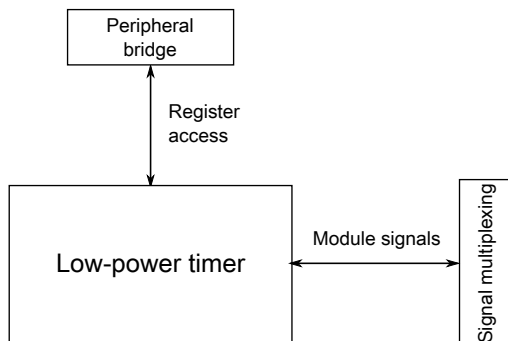 Peripheral
bridge
Register
access
Low-power timer
Module signals
Signal multiplexing